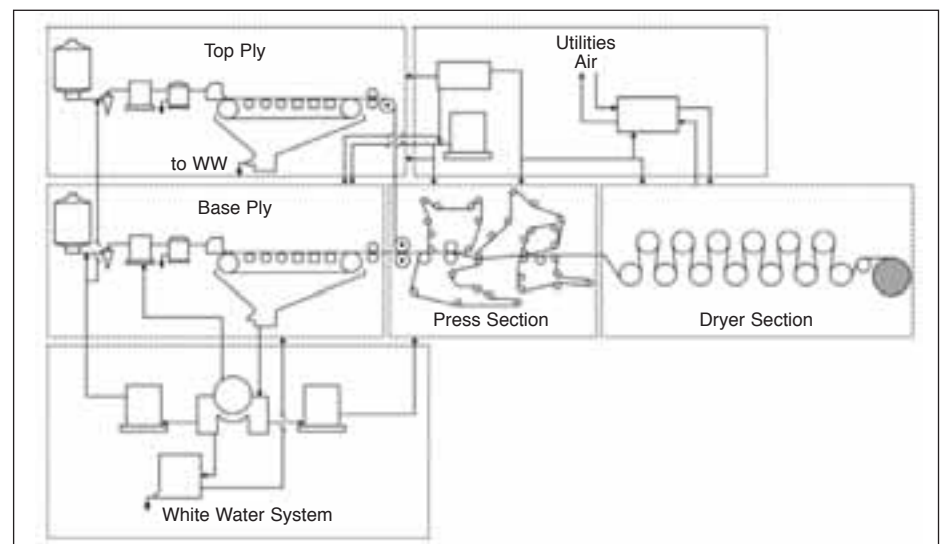 Top Ply
Utilities
Air
to WW
Base Ply
Press Section
Dryer Section
White Water System